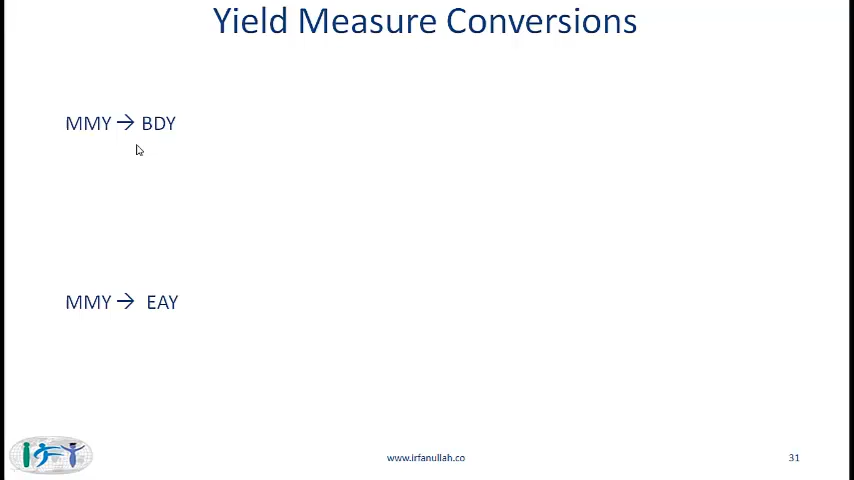 Yield Measure Conversions
MMY → BDY
MMY → EAY
www.irfanullah.co
31